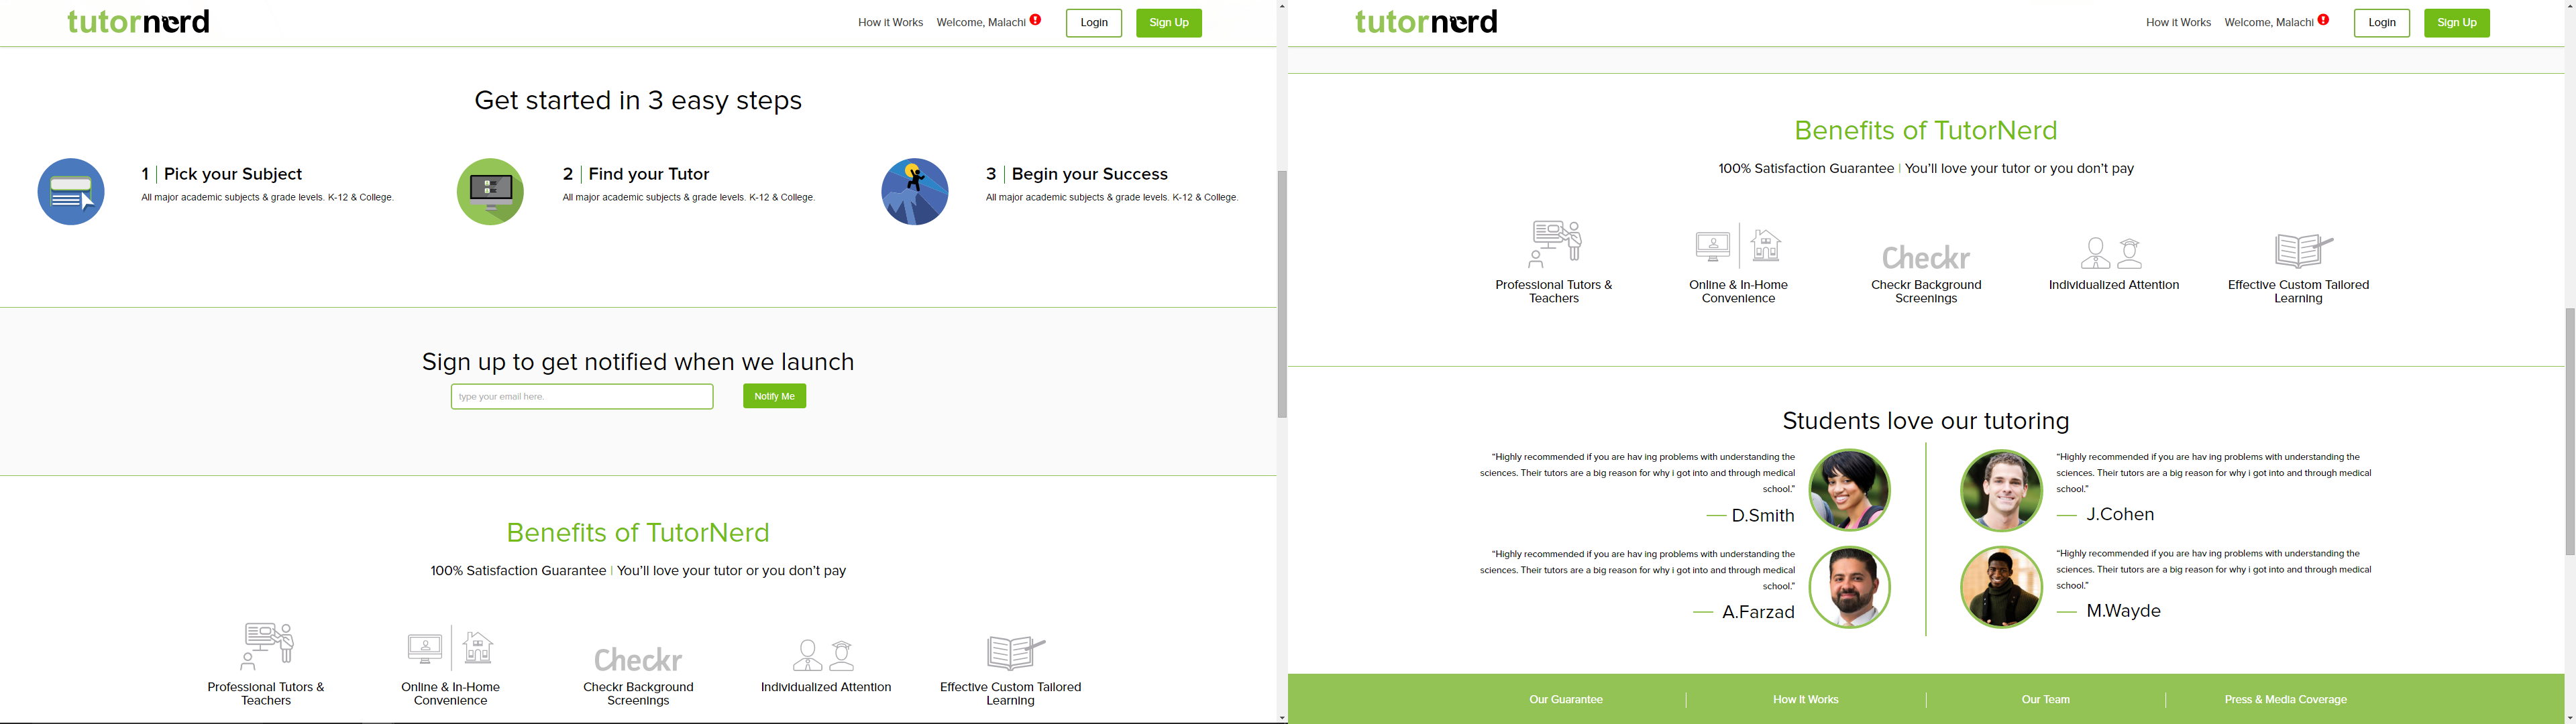 tutornerd
How it Works Welcome, Malachi ! Login Sign Up
Get started in 3 easy steps
1 | Pick your Subject
All major academic subjects & grade levels. K-12 & College.
2 | Find your Tutor
All major academic subjects & grade levels. K-12 & College.
3 | Begin your Success
All major academic subjects & grade levels. K-12 & College.
Sign up to get notified when we launch
type your email here. Notify Me
Benefits of TutorNerd
100% Satisfaction Guarantee | You'll love your tutor or you don't pay
Professional Tutors &
Teachers
Online & In-Home
Convenience
Checkr
Checkr Background
Screenings
Individualized Attention
Effective Custom Tailored
Learning
tutornerd
How it Works Welcome, Malachi ! Login Sign Up
Benefits of TutorNerd
100% Satisfaction Guarantee | You'll love your tutor or you don't pay
Professional Tutors &
Teachers
Online & In-Home
Convenience
Checkr
Checkr Background
Screenings
Individualized Attention
Effective Custom Tailored
Learning
Students love our tutoring
“Highly recommended if you are hav ing problems with understanding the
sciences. Their tutors are a big reason for why i got into and through medical
school.”
— D.Smith
“Highly recommended if you are hav ing problems with understanding the
sciences. Their tutors are a big reason for why i got into and through medical
school.”
— J.Cohen
“Highly recommended if you are hav ing problems with understanding the
sciences. Their tutors are a big reason for why i got into and through medical
school.”
— A.Farzad
“Highly recommended if you are hav ing problems with understanding the
sciences. Their tutors are a big reason for why i got into and through medical
school.”
— M.Wayde
Our Guarantee | How It Works | Our Team | Press & Media Coverage